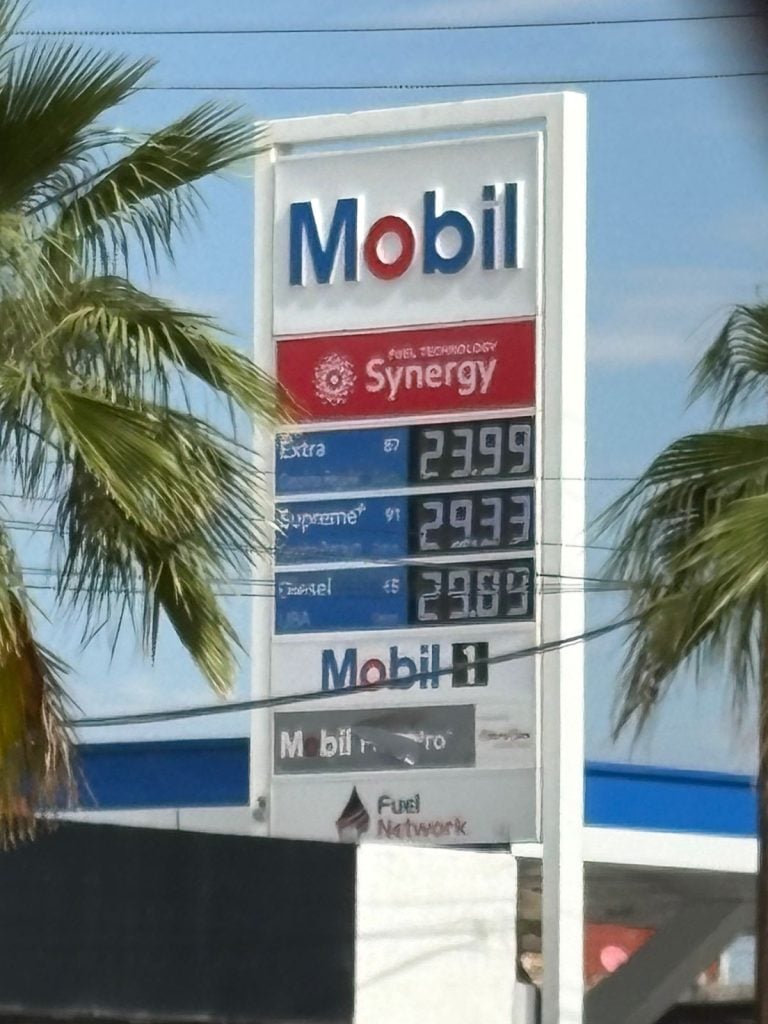 Mobil
FUEL TECHNOLOGY
Synergy
Extra 87 23.99
Supreme+ 91 29.33
Diesel
Mobil 1
Mobil
Fuel
Network